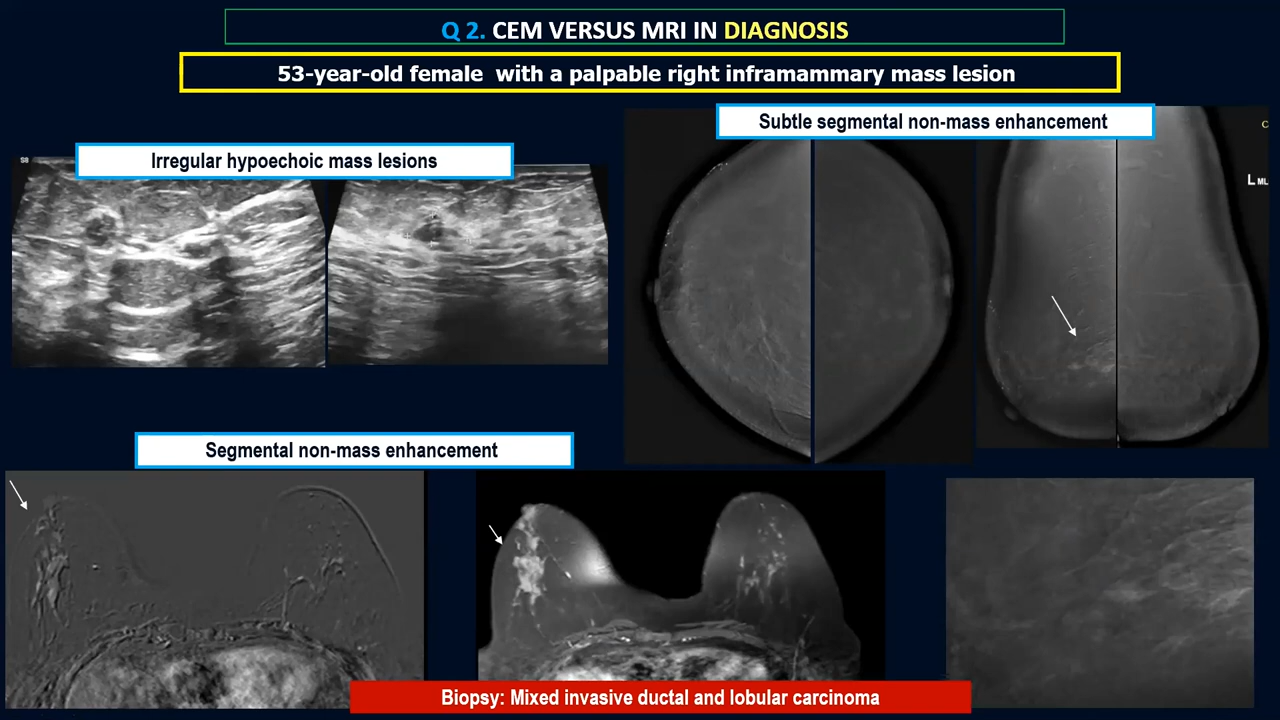 Q 2. CEM VERSUS MRI IN DIAGNOSIS
53-year-old female with a palpable right inframammary mass lesion
Subtle segmental non-mass enhancement
Irregular hypoechoic mass lesions
C
L ML
Segmental non-mass enhancement
Biopsy: Mixed invasive ductal and lobular carcinoma